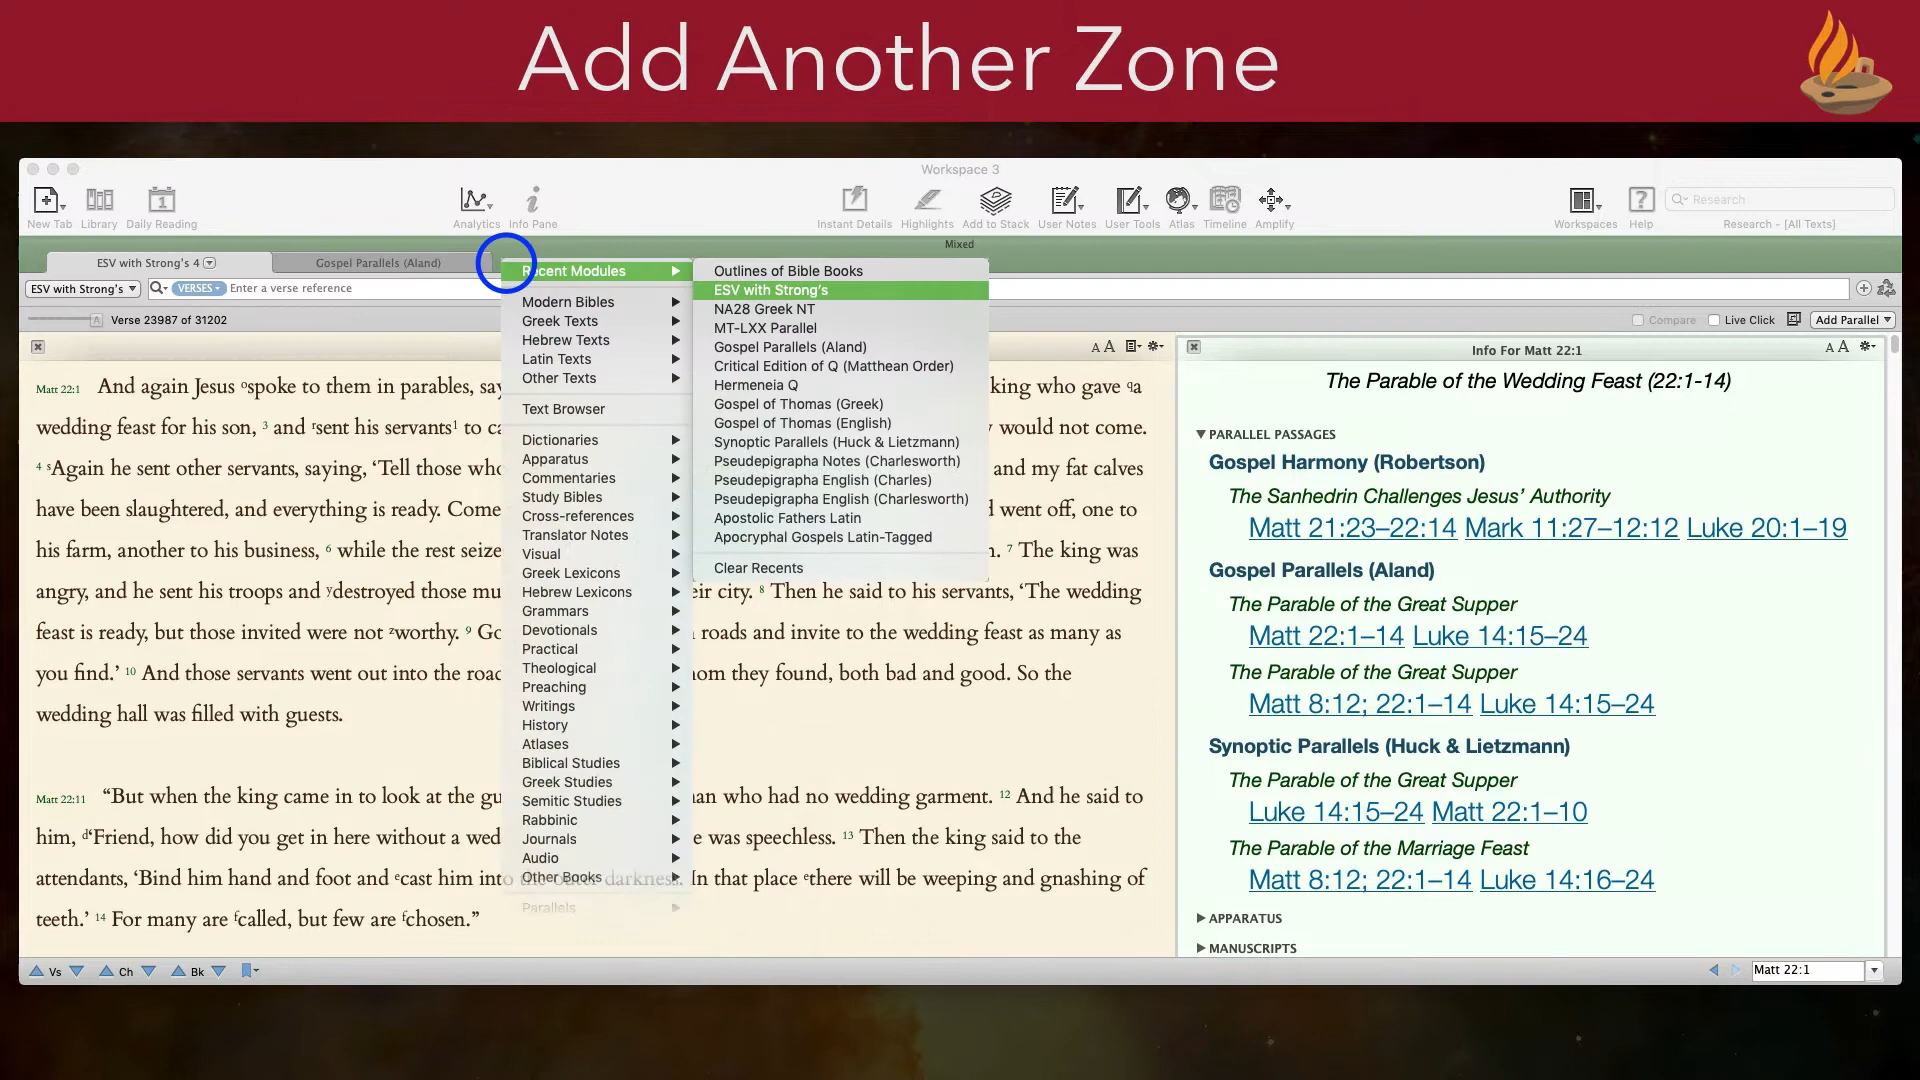 Add Another Zone
Workspace 3
New Tab Library Daily Reading Analytics Info Pane Instant Details Highlights Add to Stack User Notes User Tools Atlas Timeline Amplify Workspaces Help Research
Research - [All Texts]
Mixed
ESV with Strong's 4 Gospel Parallels (Aland)
ESV with Strong's VERSES Enter a verse reference
Verse 23987 of 31202 Compare Live Click Add Parallel
Recent Modules
Modern Bibles
Greek Texts
Hebrew Texts
Latin Texts
Other Texts
Text Browser
Dictionaries
Apparatus
Commentaries
Study Bibles
Cross-references
Translator Notes
Visual
Greek Lexicons
Hebrew Lexicons
Grammars
Devotionals
Practical
Theological
Preaching
Writings
History
Atlases
Biblical Studies
Greek Studies
Semitic Studies
Rabbinic
Journals
Audio
Other Books
Parallels
Outlines of Bible Books
ESV with Strong's
NA28 Greek NT
MT-LXX Parallel
Gospel Parallels (Aland)
Critical Edition of Q (Matthean Order)
Hermeneia Q
Gospel of Thomas (Greek)
Gospel of Thomas (English)
Synoptic Parallels (Huck & Lietzmann)
Pseudepigrapha Notes (Charlesworth)
Pseudepigrapha English (Charles)
Pseudepigrapha English (Charlesworth)
Apostolic Fathers Latin
Apocryphal Gospels Latin-Tagged
Clear Recents
Matt 22:1 And again Jesus ᵒspoke to them in parables, king who gave ᑫa
wedding feast for his son, ³ and ʳsent his servants¹ to would not come.
⁴ ˢAgain he sent other servants, saying, ‘Tell those and my fat calves
have been slaughtered, and everything is ready. Come went off, one to
his farm, another to his business, ⁶ while the rest ⁷ The king was
angry, and he sent his troops and ʸdestroyed those city. ⁸ Then he said to his servants, ‘The wedding
feast is ready, but those invited were not ᶻworthy. ⁹ roads and invite to the wedding feast as many as
you find.’ ¹⁰ And those servants went out into the they found, both bad and good. So the
wedding hall was filled with guests.
Matt 22:11 “But when the king came in to look at the who had no wedding garment. ¹² And he said to
him, ᵈ‘Friend, how did you get in here without a was speechless. ¹³ Then the king said to the
attendants, ‘Bind him hand and foot and ᵉcast him into the outer darkness. In that place ᵉthere will be weeping and gnashing of
teeth.’ ¹⁴ For many are ᶠcalled, but few are ᶠchosen.”
Info For Matt 22:1
The Parable of the Wedding Feast (22:1-14)
PARALLEL PASSAGES
Gospel Harmony (Robertson)
The Sanhedrin Challenges Jesus’ Authority
Matt 21:23–22:14 Mark 11:27–12:12 Luke 20:1–19
Gospel Parallels (Aland)
The Parable of the Great Supper
Matt 22:1–14 Luke 14:15–24
The Parable of the Great Supper
Matt 8:12; 22:1–14 Luke 14:15–24
Synoptic Parallels (Huck & Lietzmann)
The Parable of the Great Supper
Luke 14:15–24 Matt 22:1–10
The Parable of the Marriage Feast
Matt 8:12; 22:1–14 Luke 14:16–24
APPARATUS
MANUSCRIPTS
Vs Ch Bk Matt 22:1